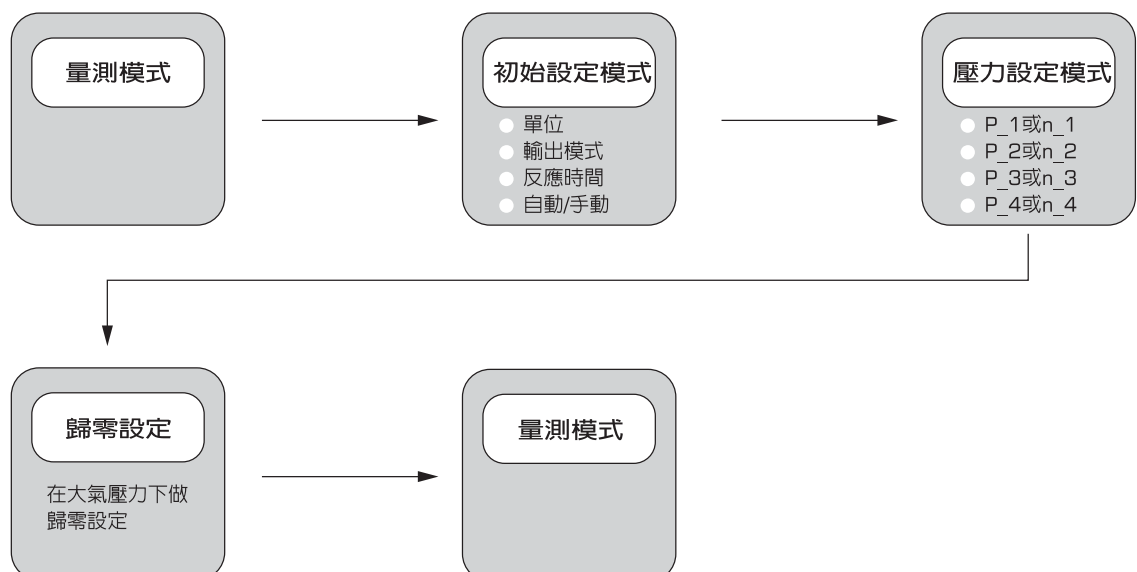 量測模式
初始設定模式
單位
輸出模式
反應時間
自動/手動
壓力設定模式
P_1或n_1
P_2或n_2
P_3或n_3
P_4或n_4
歸零設定
在大氣壓力下做
歸零設定
量測模式